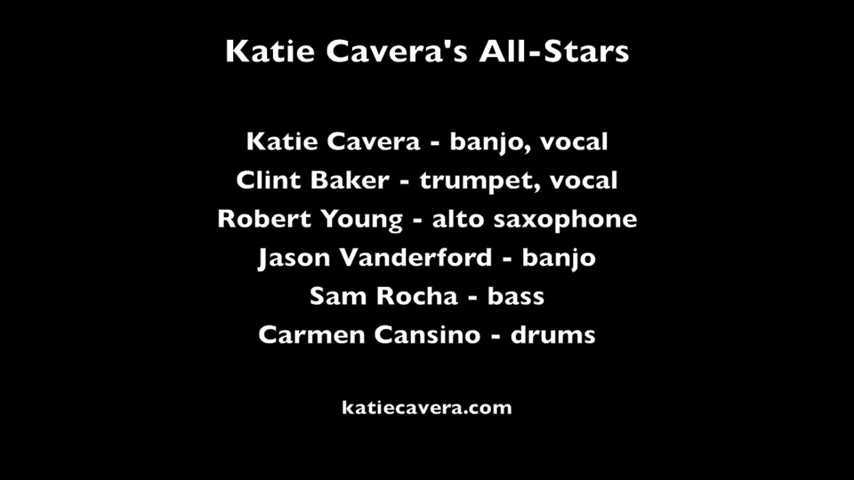 Katie Cavera's All-Stars
Katie Cavera - banjo, vocal
Clint Baker - trumpet, vocal
Robert Young - alto saxophone
Jason Vanderford - banjo
Sam Rocha - bass
Carmen Cansino - drums
katiecavera.com